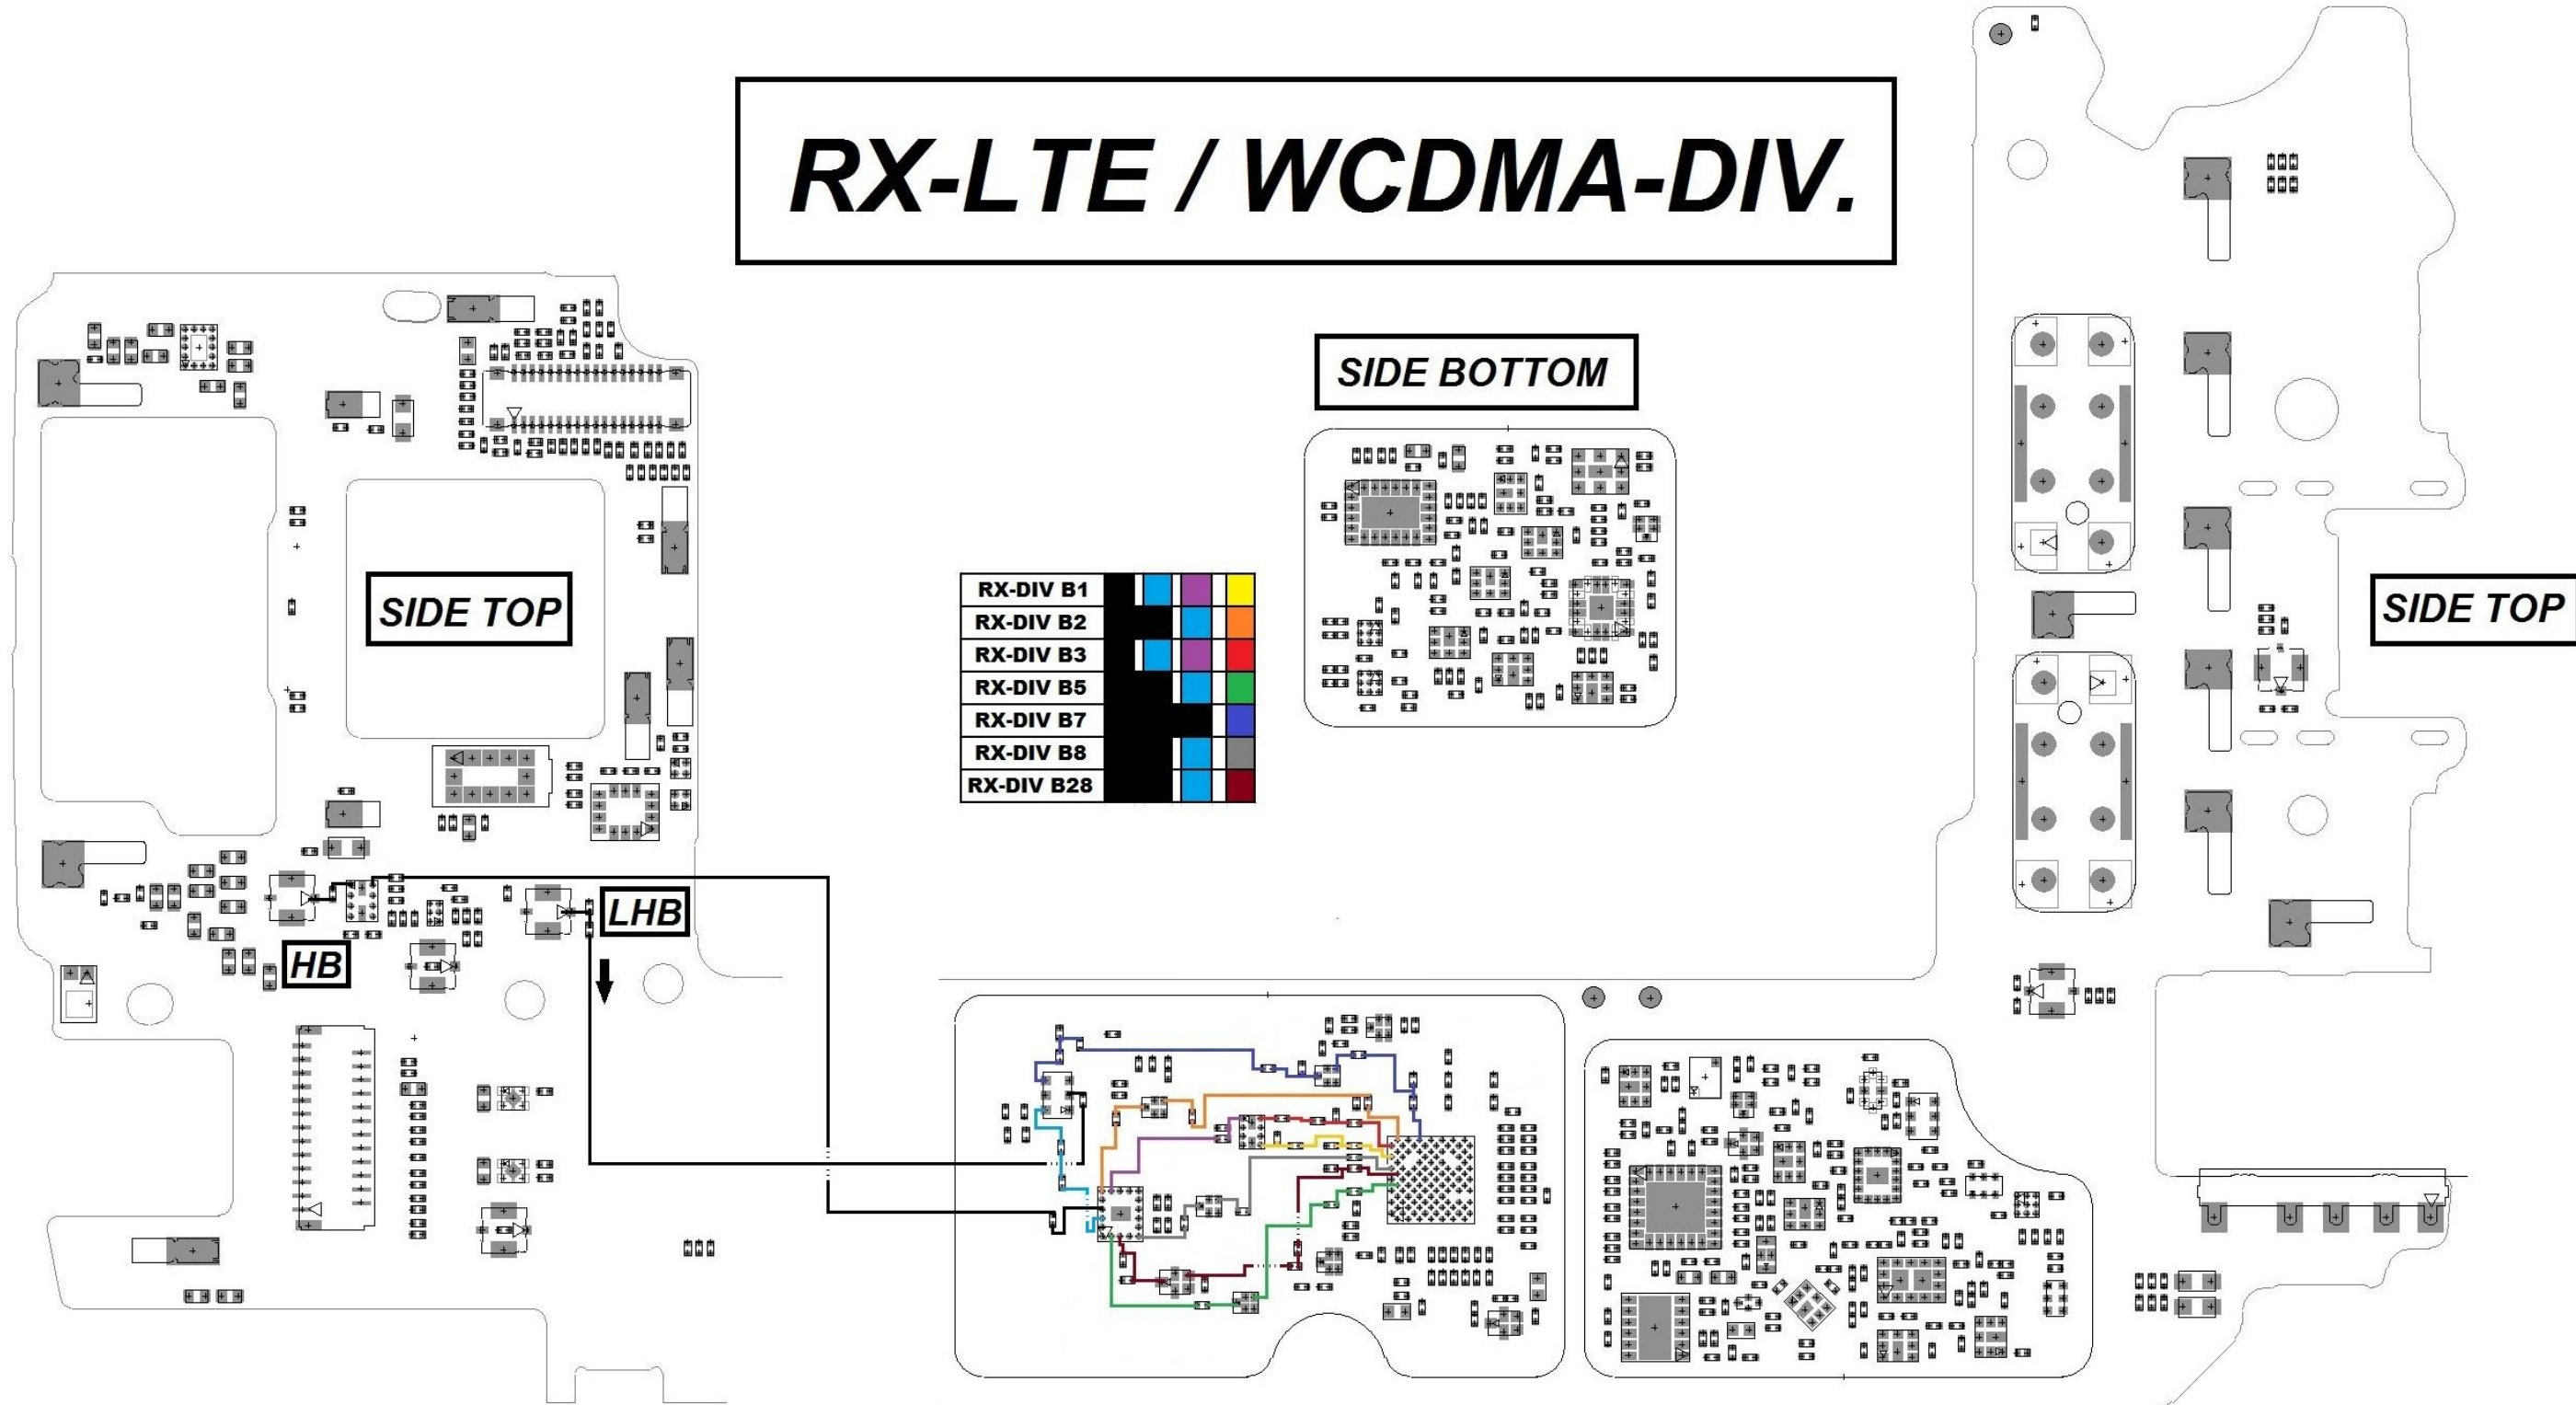 RX-LTE / WCDMA-DIV.
SIDE BOTTOM
SIDE TOP
SIDE TOP
RX-DIV B1
RX-DIV B2
RX-DIV B3
RX-DIV B5
RX-DIV B7
RX-DIV B8
RX-DIV B28
LHB
HB